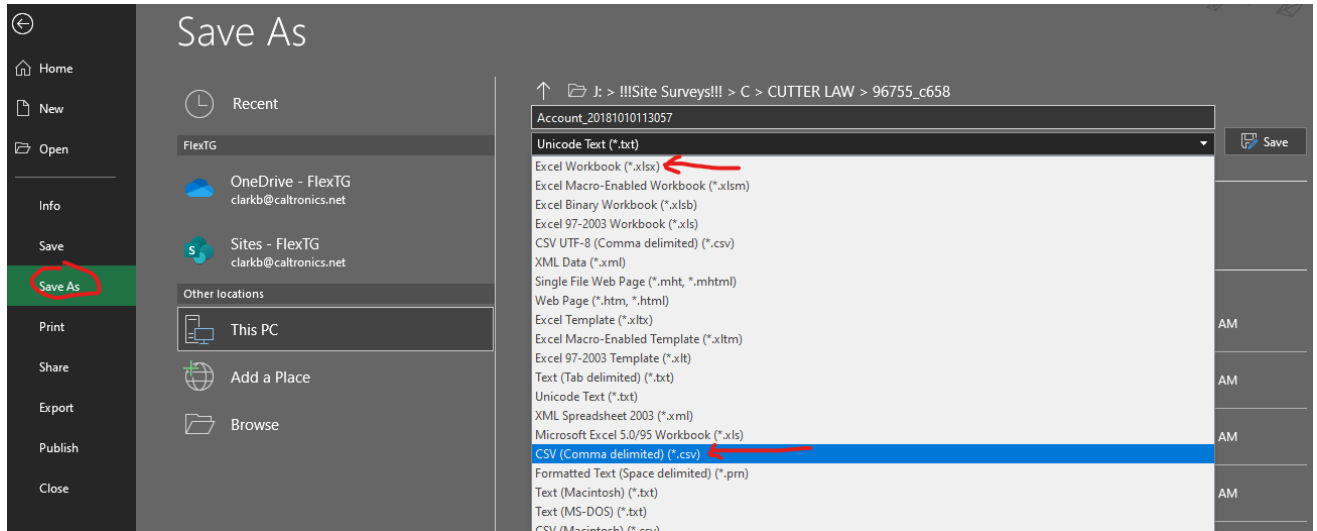 Save As
Home
New
Open
Info
Save
Save As
Print
Share
Export
Publish
Close
Recent
FlexTG
OneDrive - FlexTG
clarkb@caltronics.net
Sites - FlexTG
clarkb@caltronics.net
Other locations
This PC
Add a Place
Browse
J: > !!!Site Surveys!!! > C > CUTTER LAW > 96755_c658
Account_20181010113057
Unicode Text (*.txt)
Save
Excel Workbook (*.xlsx)
Excel Macro-Enabled Workbook (*.xlsm)
Excel Binary Workbook (*.xlsb)
Excel 97-2003 Workbook (*.xls)
CSV UTF-8 (Comma delimited) (*.csv)
XML Data (*.xml)
Single File Web Page (*.mht, *.mhtml)
Web Page (*.htm, *.html)
Excel Template (*.xltx)
Excel Macro-Enabled Template (*.xltm)
Excel 97-2003 Template (*.xlt)
Text (Tab delimited) (*.txt)
Unicode Text (*.txt)
XML Spreadsheet 2003 (*.xml)
Microsoft Excel 5.0/95 Workbook (*.xls)
CSV (Comma delimited) (*.csv)
Formatted Text (Space delimited) (*.prn)
Text (Macintosh) (*.txt)
Text (MS-DOS) (*.txt)
CSV (Macintosh) (*.csv)
AM
AM
AM
AM